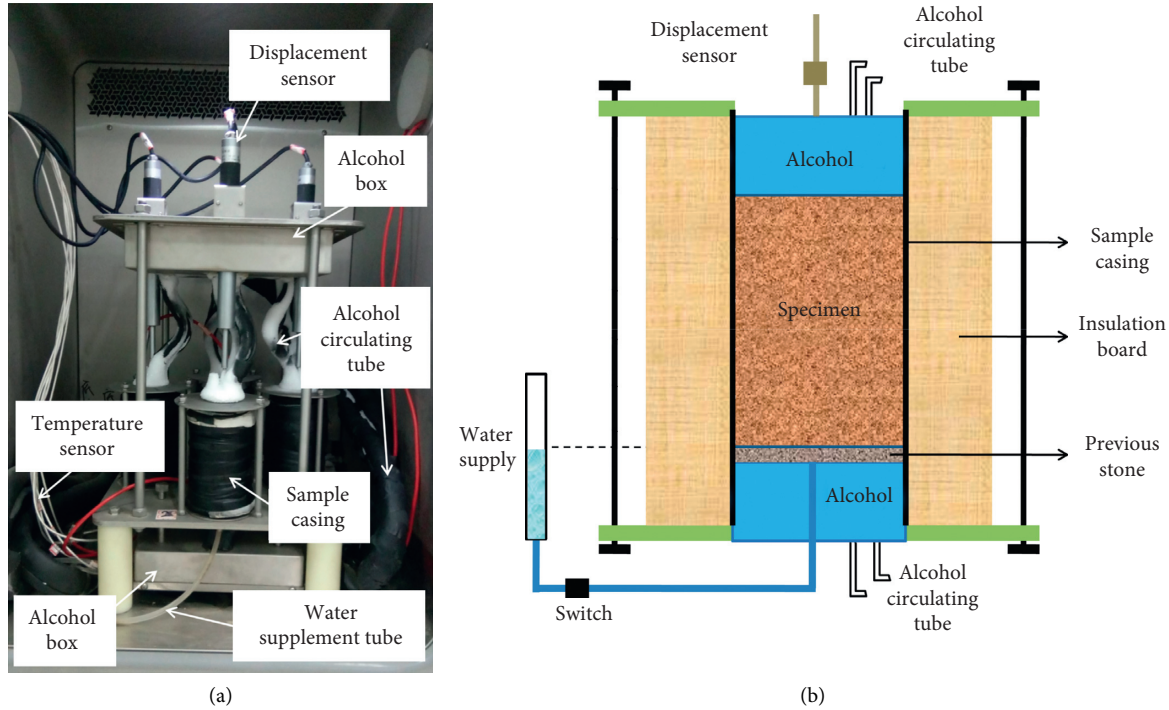 Displacement
sensor
Alcohol
box
Alcohol
circulating
tube
Temperature
sensor
Sample
casing
Alcohol
box
Water
supplement tube
(a)
Displacement
sensor
Alcohol
circulating
tube
Alcohol
Sample
casing
Specimen
Insulation
board
Water
supply
Previous
stone
Alcohol
Switch
Alcohol
circulating
tube
(b)